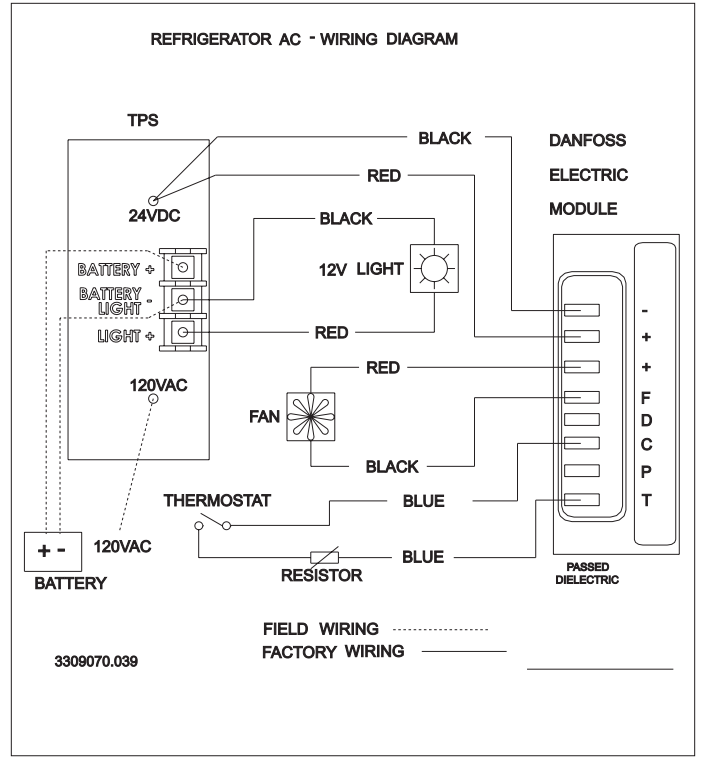 REFRIGERATOR AC - WIRING DIAGRAM
TPS
BLACK
DANFOSS
ELECTRIC
MODULE
RED
24VDC
BLACK
BATTERY +
12V LIGHT
BATTERY
LIGHT -
LIGHT +
RED
-
+
+
F
D
C
P
T
RED
120VAC
FAN
BLACK
THERMOSTAT
BLUE
+ -
BATTERY
120VAC
BLUE
RESISTOR
PASSED
DIELECTRIC
FIELD WIRING
FACTORY WIRING
3309070.039